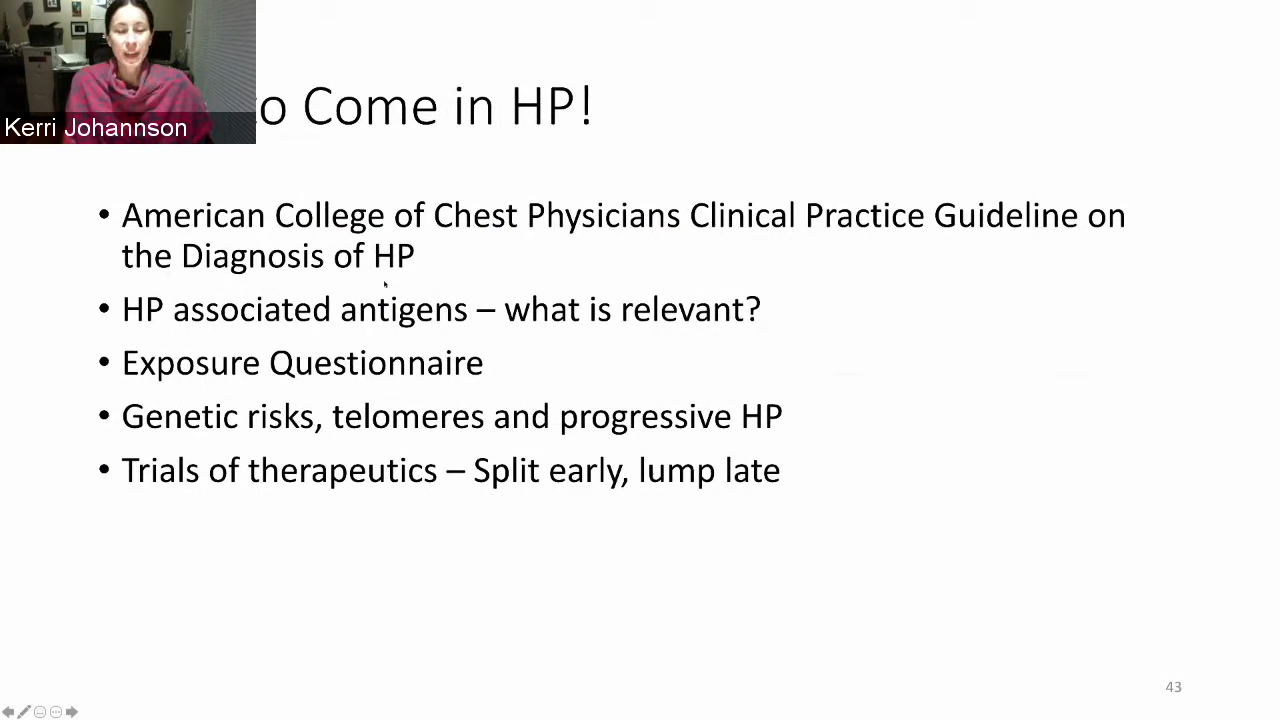 to Come in HP!
Kerri Johannson
• American College of Chest Physicians Clinical Practice Guideline on
the Diagnosis of HP
• HP associated antigens – what is relevant?
• Exposure Questionnaire
• Genetic risks, telomeres and progressive HP
• Trials of therapeutics – Split early, lump late
43